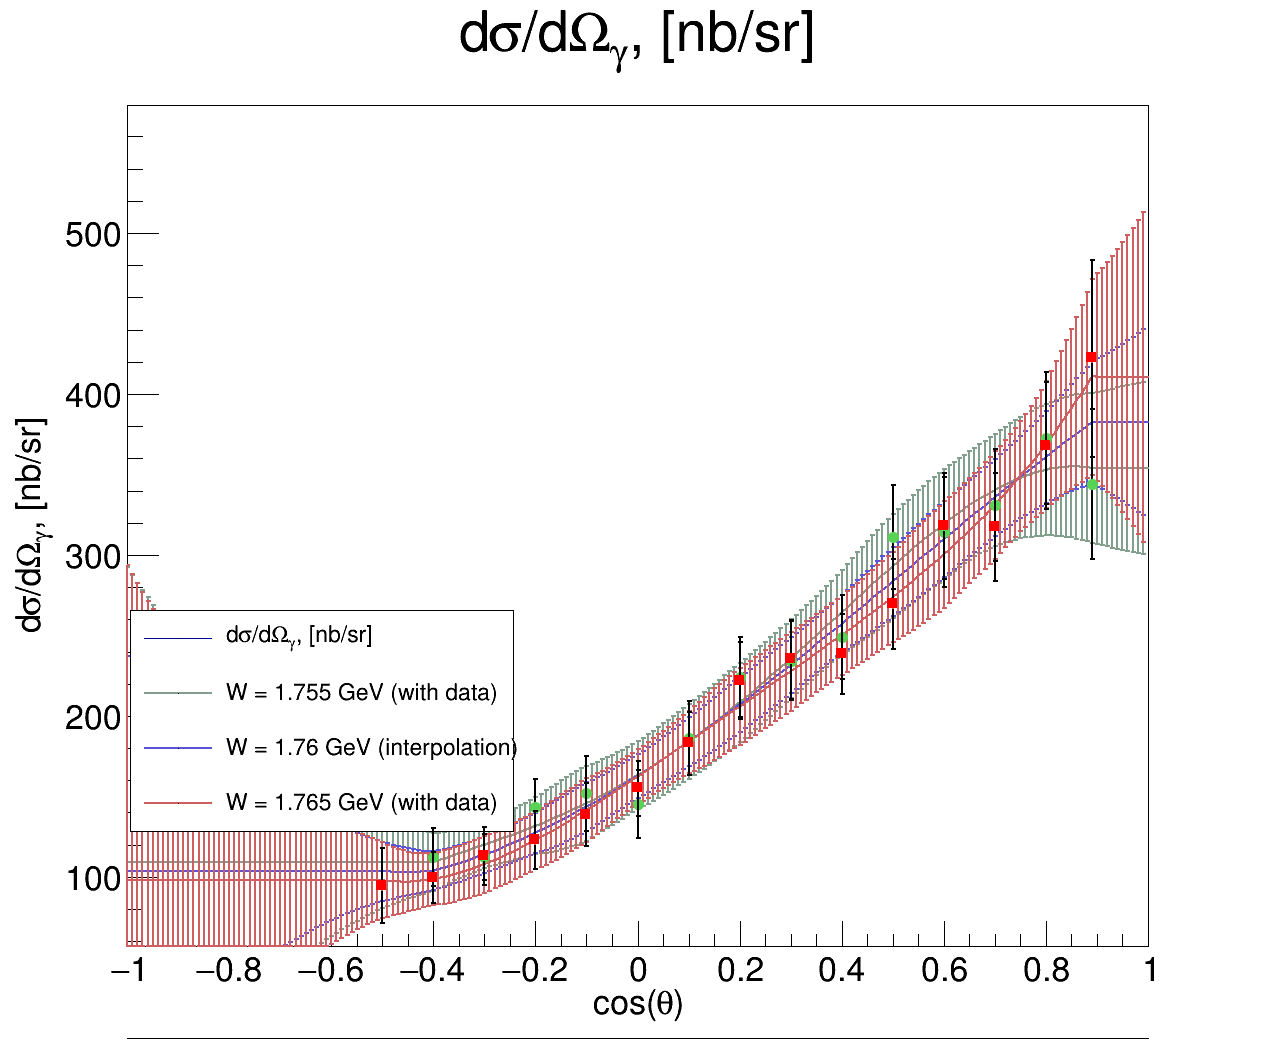 dσ/dΩγ, [nb/sr]
dσ/dΩγ, [nb/sr]
500
400
300
200
100
dσ/dΩγ, [nb/sr]
W = 1.755 GeV (with data)
W = 1.76 GeV (interpolation)
W = 1.765 GeV (with data)
−1 −0.8 −0.6 −0.4 −0.2 0 0.2 0.4 0.6 0.8 1
cos(θ)